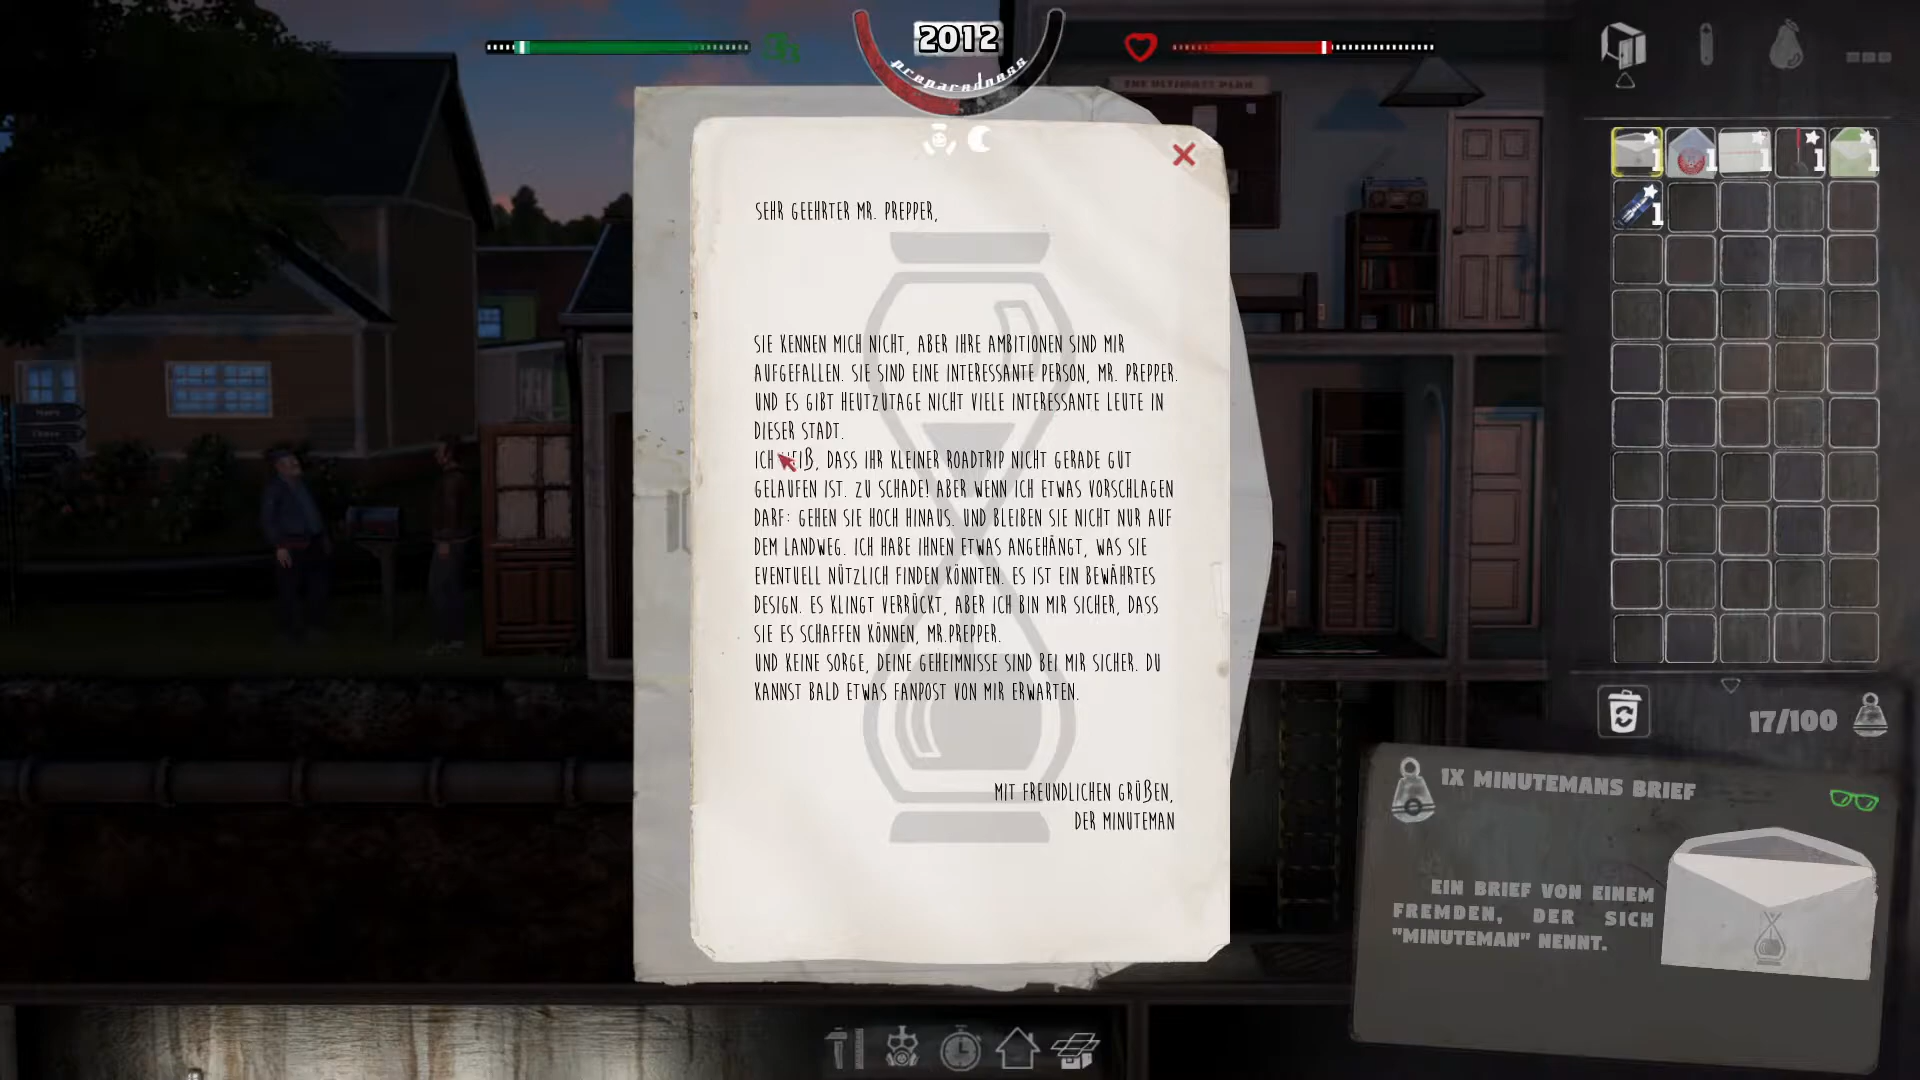 2012
preparedness
THE ULTIMATE PLAN
SEHR GEEHRTER MR. PREPPER,
SIE KENNEN MICH NICHT, ABER IHRE AMBITIONEN SIND MIR
AUFGEFALLEN. SIE SIND EINE INTERESSANTE PERSON, MR. PREPPER.
UND ES GIBT HEUTZUTAGE NICHT VIELE INTERESSANTE LEUTE IN
DIESER STADT.
ICH WEIß, DASS IHR KLEINER ROADTRIP NICHT GERADE GUT
GELAUFEN IST. ZU SCHADE! ABER WENN ICH ETWAS VORSCHLAGEN
DARF: GEHEN SIE HOCH HINAUS. UND BLEIBEN SIE NICHT NUR AUF
DEM LANDWEG. ICH HABE IHNEN ETWAS ANGEHÄNGT, WAS SIE
EVENTUELL NÜTZLICH FINDEN KÖNNTEN. ES IST EIN BEWÄHRTES
DESIGN. ES KLINGT VERRÜCKT, ABER ICH BIN MIR SICHER, DASS
SIE ES SCHAFFEN KÖNNEN, MR.PREPPER.
UND KEINE SORGE, DEINE GEHEIMNISSE SIND BEI MIR SICHER. DU
KANNST BALD ETWAS FANPOST VON MIR ERWARTEN.
MIT FREUNDLICHEN GRÜßEN,
DER MINUTEMAN
1 1 1 1 1
1
17/100
1X MINUTEMANS BRIEF
EIN BRIEF VON EINEM
FREMDEN, DER SICH
"MINUTEMAN" NENNT.